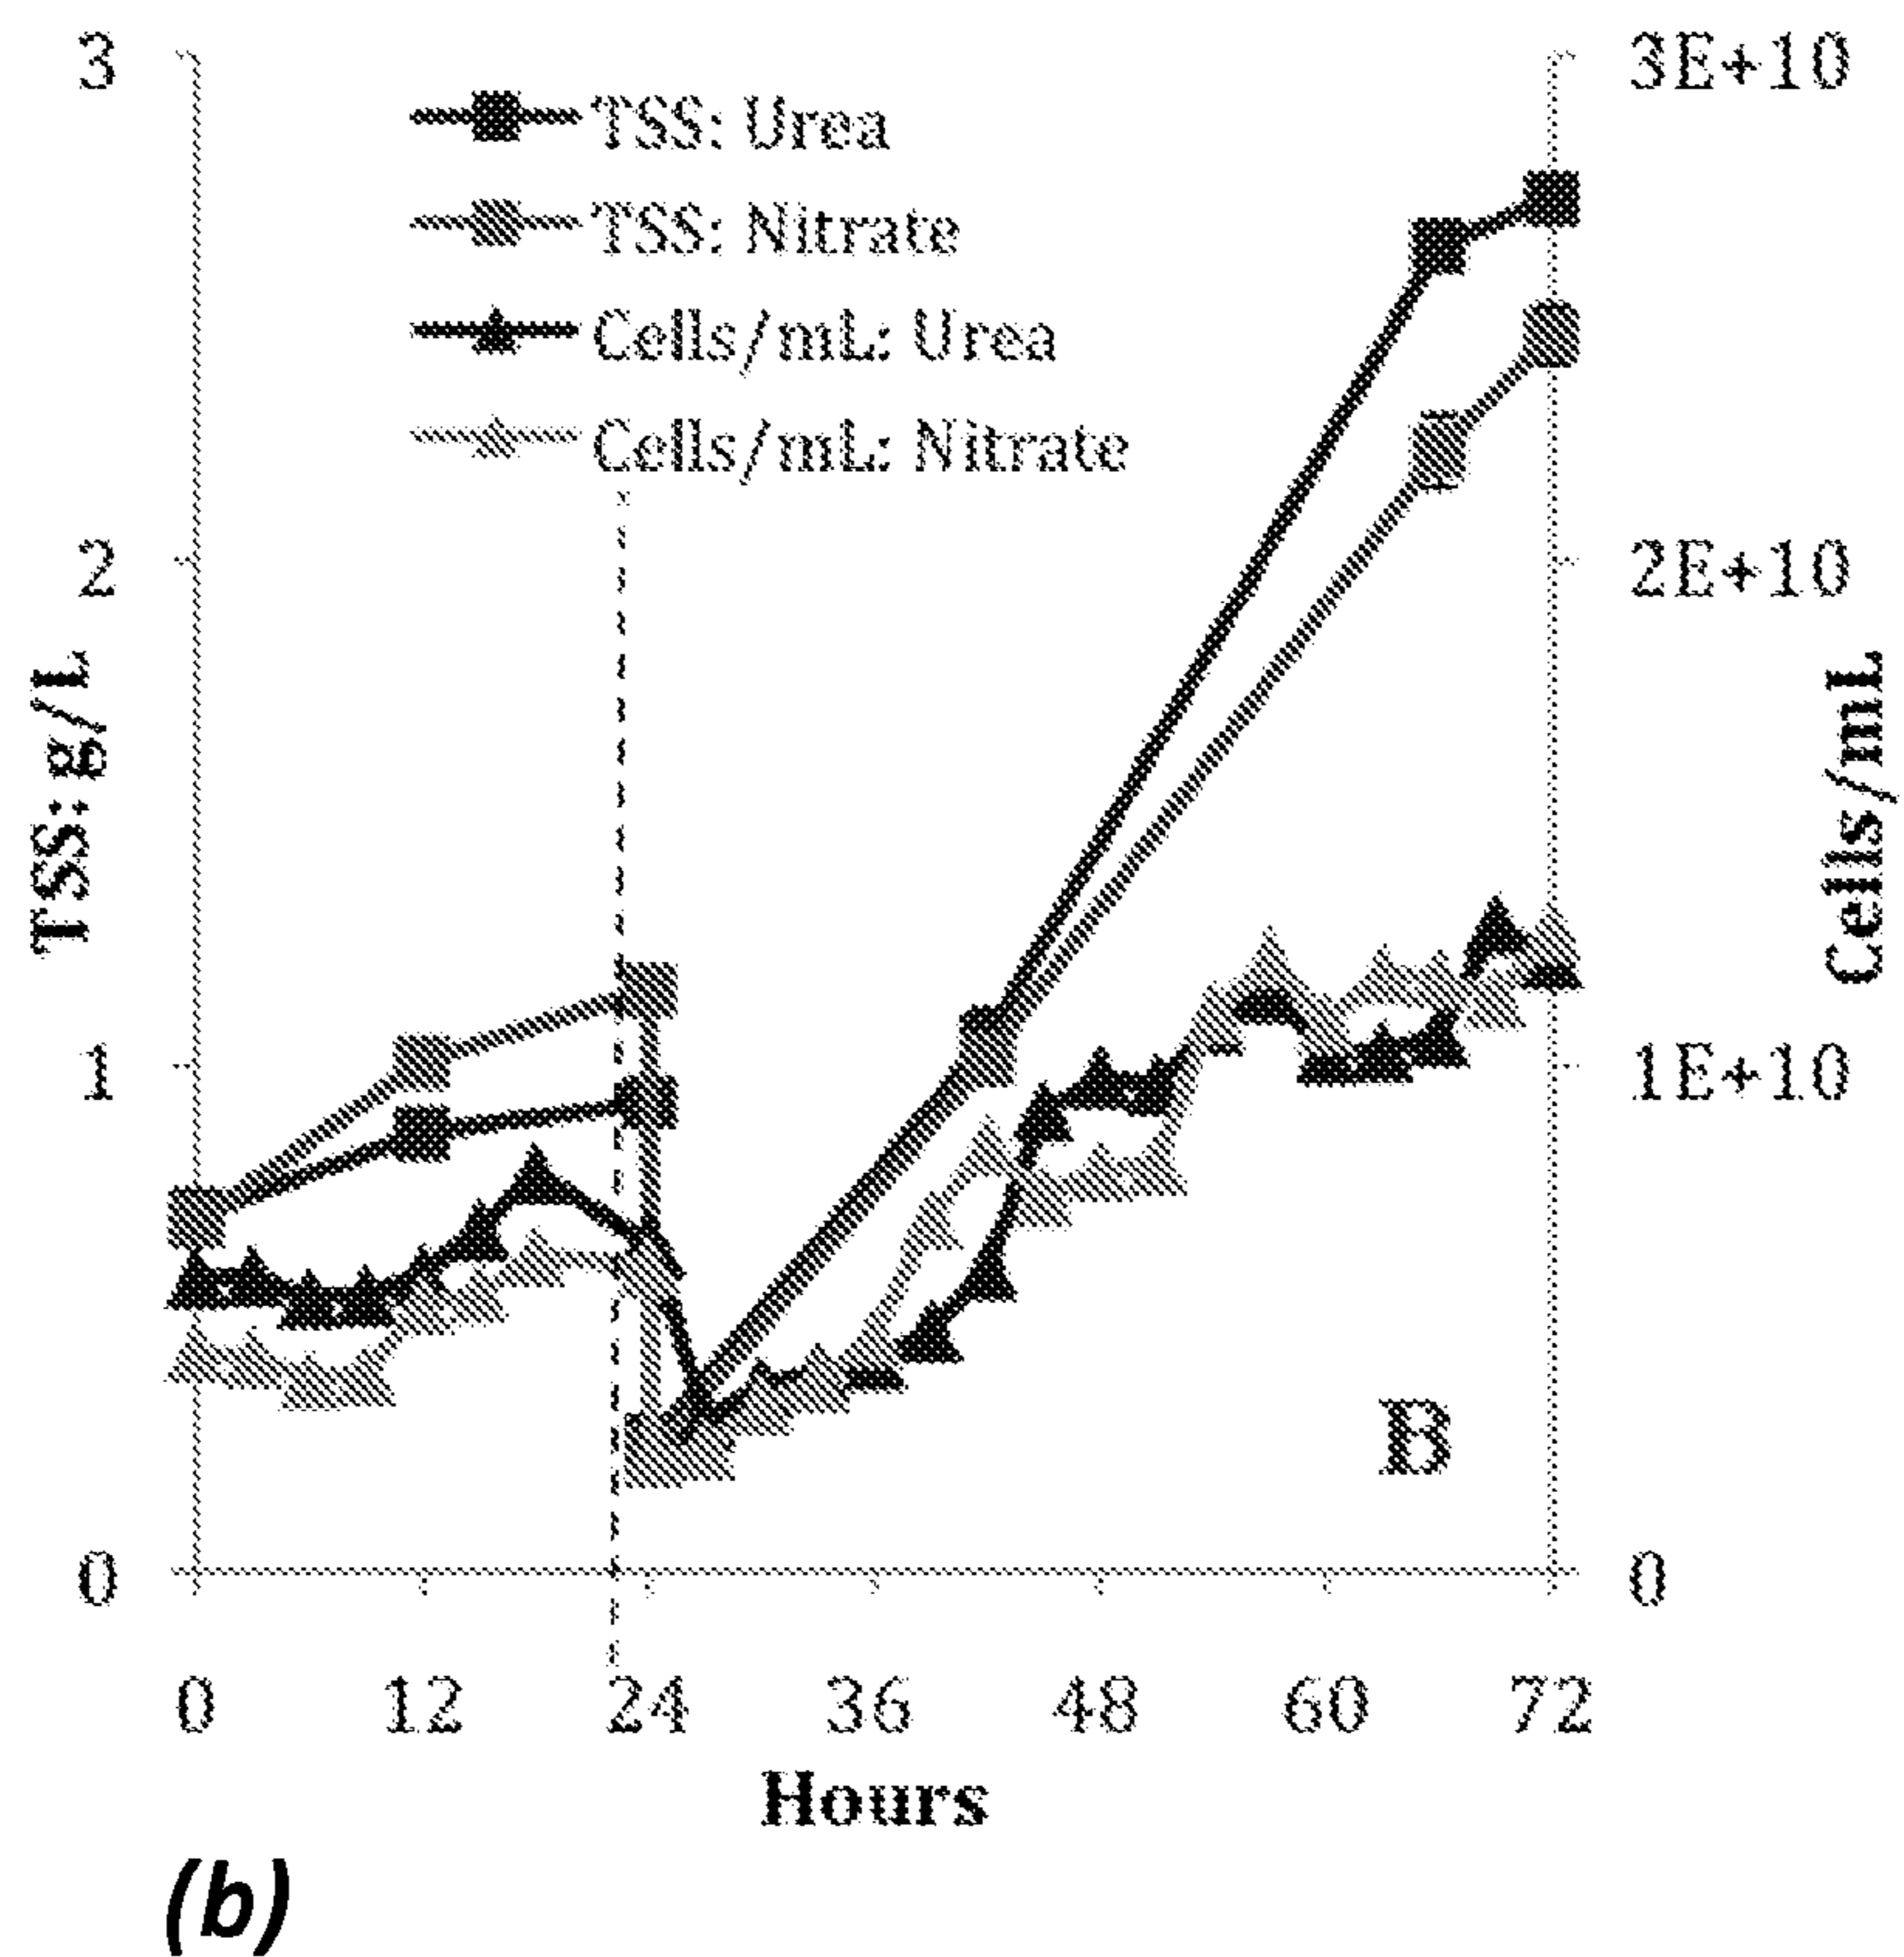 3
3E+10
TSS: Urea
TSS: Nitrate
Cells/mL: Urea
Cells/mL: Nitrate
2
2E+10
TSS: g/L
Cells/mL
1
1E+10
B
0
0
0 12 24 36 48 60 72
Hours
(b)